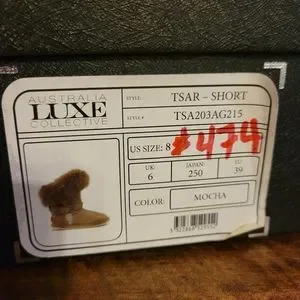 AUSTRALIA
LUXE
COLLECTIVE
STYLE: TSAR – SHORT
STYLE # TSA203AG215
US SIZE: 8
$479
UK: JAPAN: EU:
6 250 39
COLOR: MOCHA